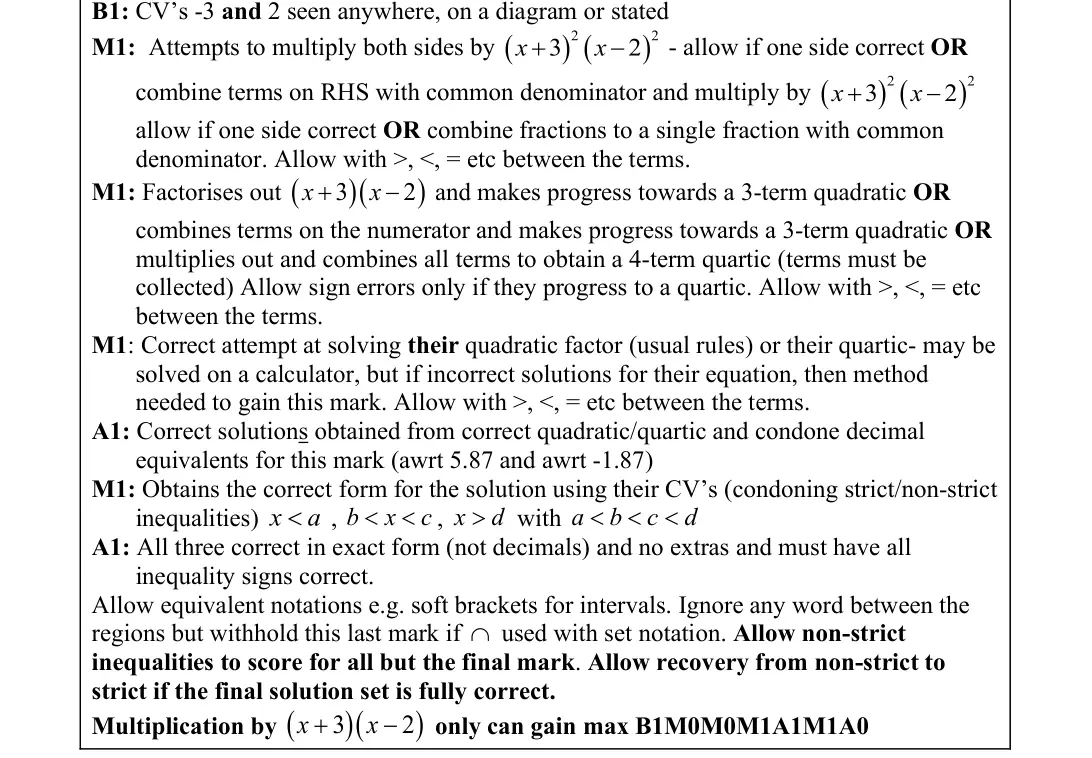 B1: CV's -3 and 2 seen anywhere, on a diagram or stated
M1: Attempts to multiply both sides by (x+3)²(x−2)² - allow if one side correct OR
combine terms on RHS with common denominator and multiply by (x+3)²(x−2)²
allow if one side correct OR combine fractions to a single fraction with common
denominator. Allow with >, <, = etc between the terms.
M1: Factorises out (x+3)(x−2) and makes progress towards a 3-term quadratic OR
combines terms on the numerator and makes progress towards a 3-term quadratic OR
multiplies out and combines all terms to obtain a 4-term quartic (terms must be
collected) Allow sign errors only if they progress to a quartic. Allow with >, <, = etc
between the terms.
M1: Correct attempt at solving their quadratic factor (usual rules) or their quartic- may be
solved on a calculator, but if incorrect solutions for their equation, then method
needed to gain this mark. Allow with >, <, = etc between the terms.
A1: Correct solutions obtained from correct quadratic/quartic and condone decimal
equivalents for this mark (awrt 5.87 and awrt -1.87)
M1: Obtains the correct form for the solution using their CV's (condoning strict/non-strict
inequalities) x < a , b < x < c, x > d with a < b < c < d
A1: All three correct in exact form (not decimals) and no extras and must have all
inequality signs correct.
Allow equivalent notations e.g. soft brackets for intervals. Ignore any word between the
regions but withhold this last mark if ∩ used with set notation. Allow non-strict
inequalities to score for all but the final mark. Allow recovery from non-strict to
strict if the final solution set is fully correct.
Multiplication by (x+3)(x−2) only can gain max B1M0M0M1A1M1A0